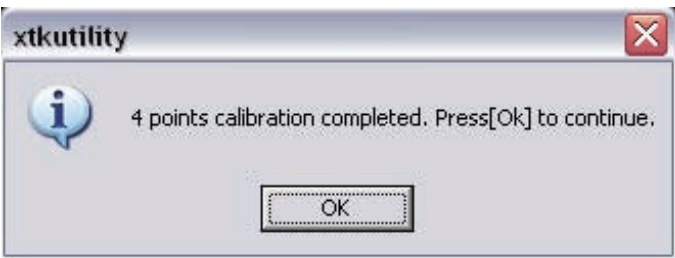 xtkutility
4 points calibration completed. Press[Ok] to continue.
OK